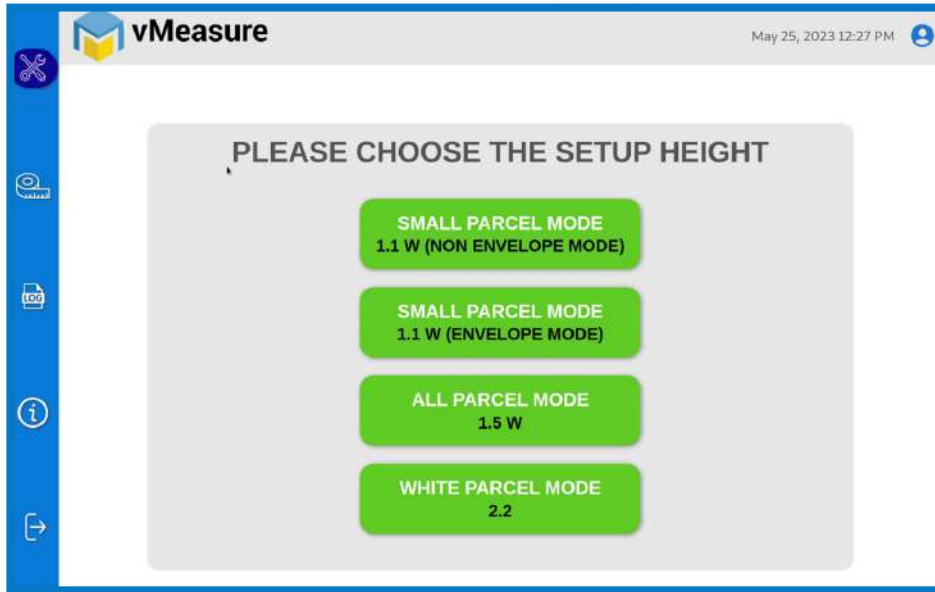 vMeasure
May 25, 2023 12:27 PM
PLEASE CHOOSE THE SETUP HEIGHT
SMALL PARCEL MODE
1.1 W (NON ENVELOPE MODE)
SMALL PARCEL MODE
1.1 W (ENVELOPE MODE)
LOG
ALL PARCEL MODE
1.5 W
WHITE PARCEL MODE
2.2